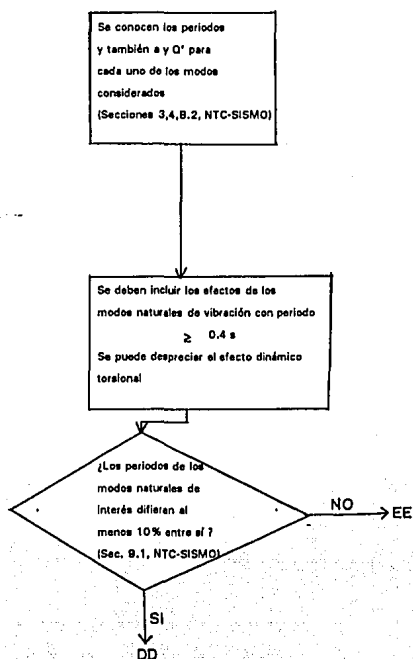 Se conocen los periodos
y también a y Q' para
cada uno de los modos
considerados
(Secciones 3,4,8.2, NTC-SISMO)
Se deben incluir los efectos de los
modos naturales de vibración con periodo
≥ 0.4 s
Se puede despreciar el efecto dinámico
torsional
¿Los periodos de los
modos naturales de
interés difieren al
menos 10% entre sí ?
(Sec. 9.1, NTC-SISMO)
NO
EE
SI
DD